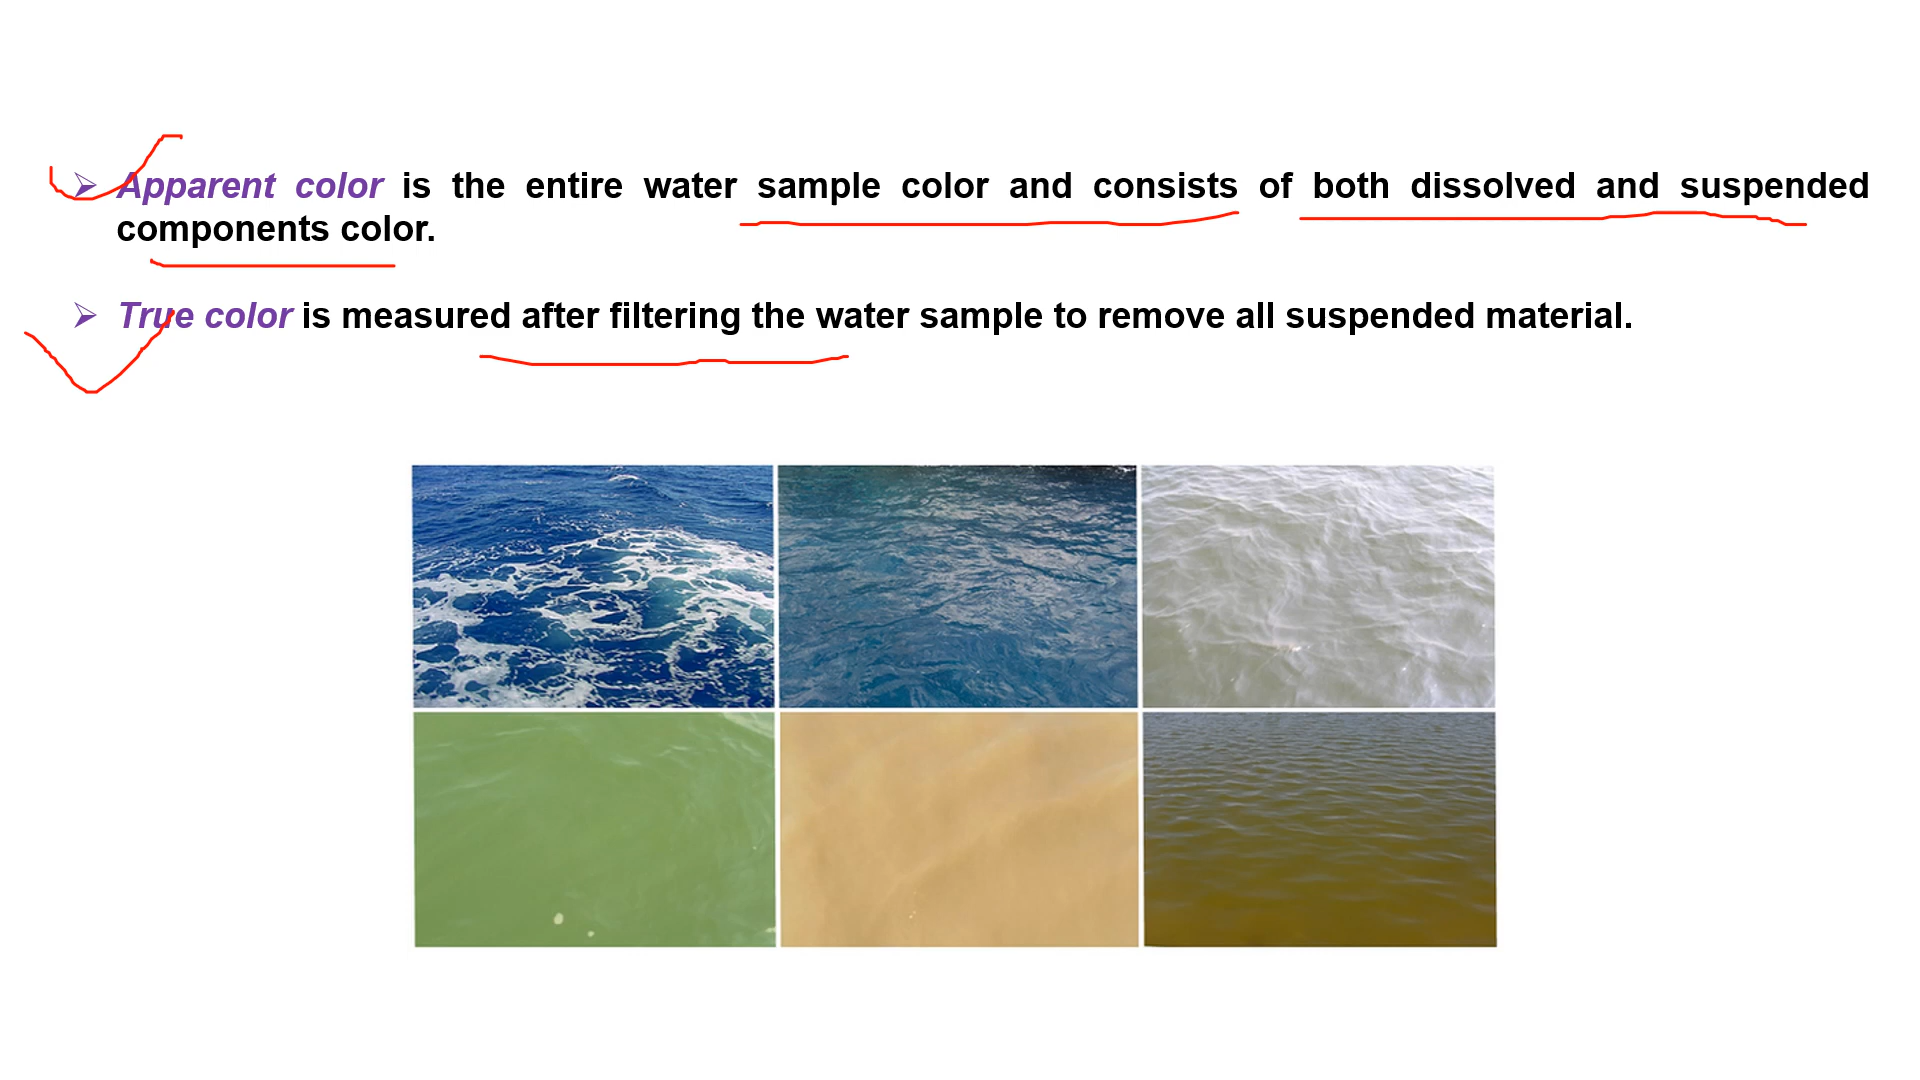 Apparent color is the entire water sample color and consists of both dissolved and suspended
components color.
True color is measured after filtering the water sample to remove all suspended material.